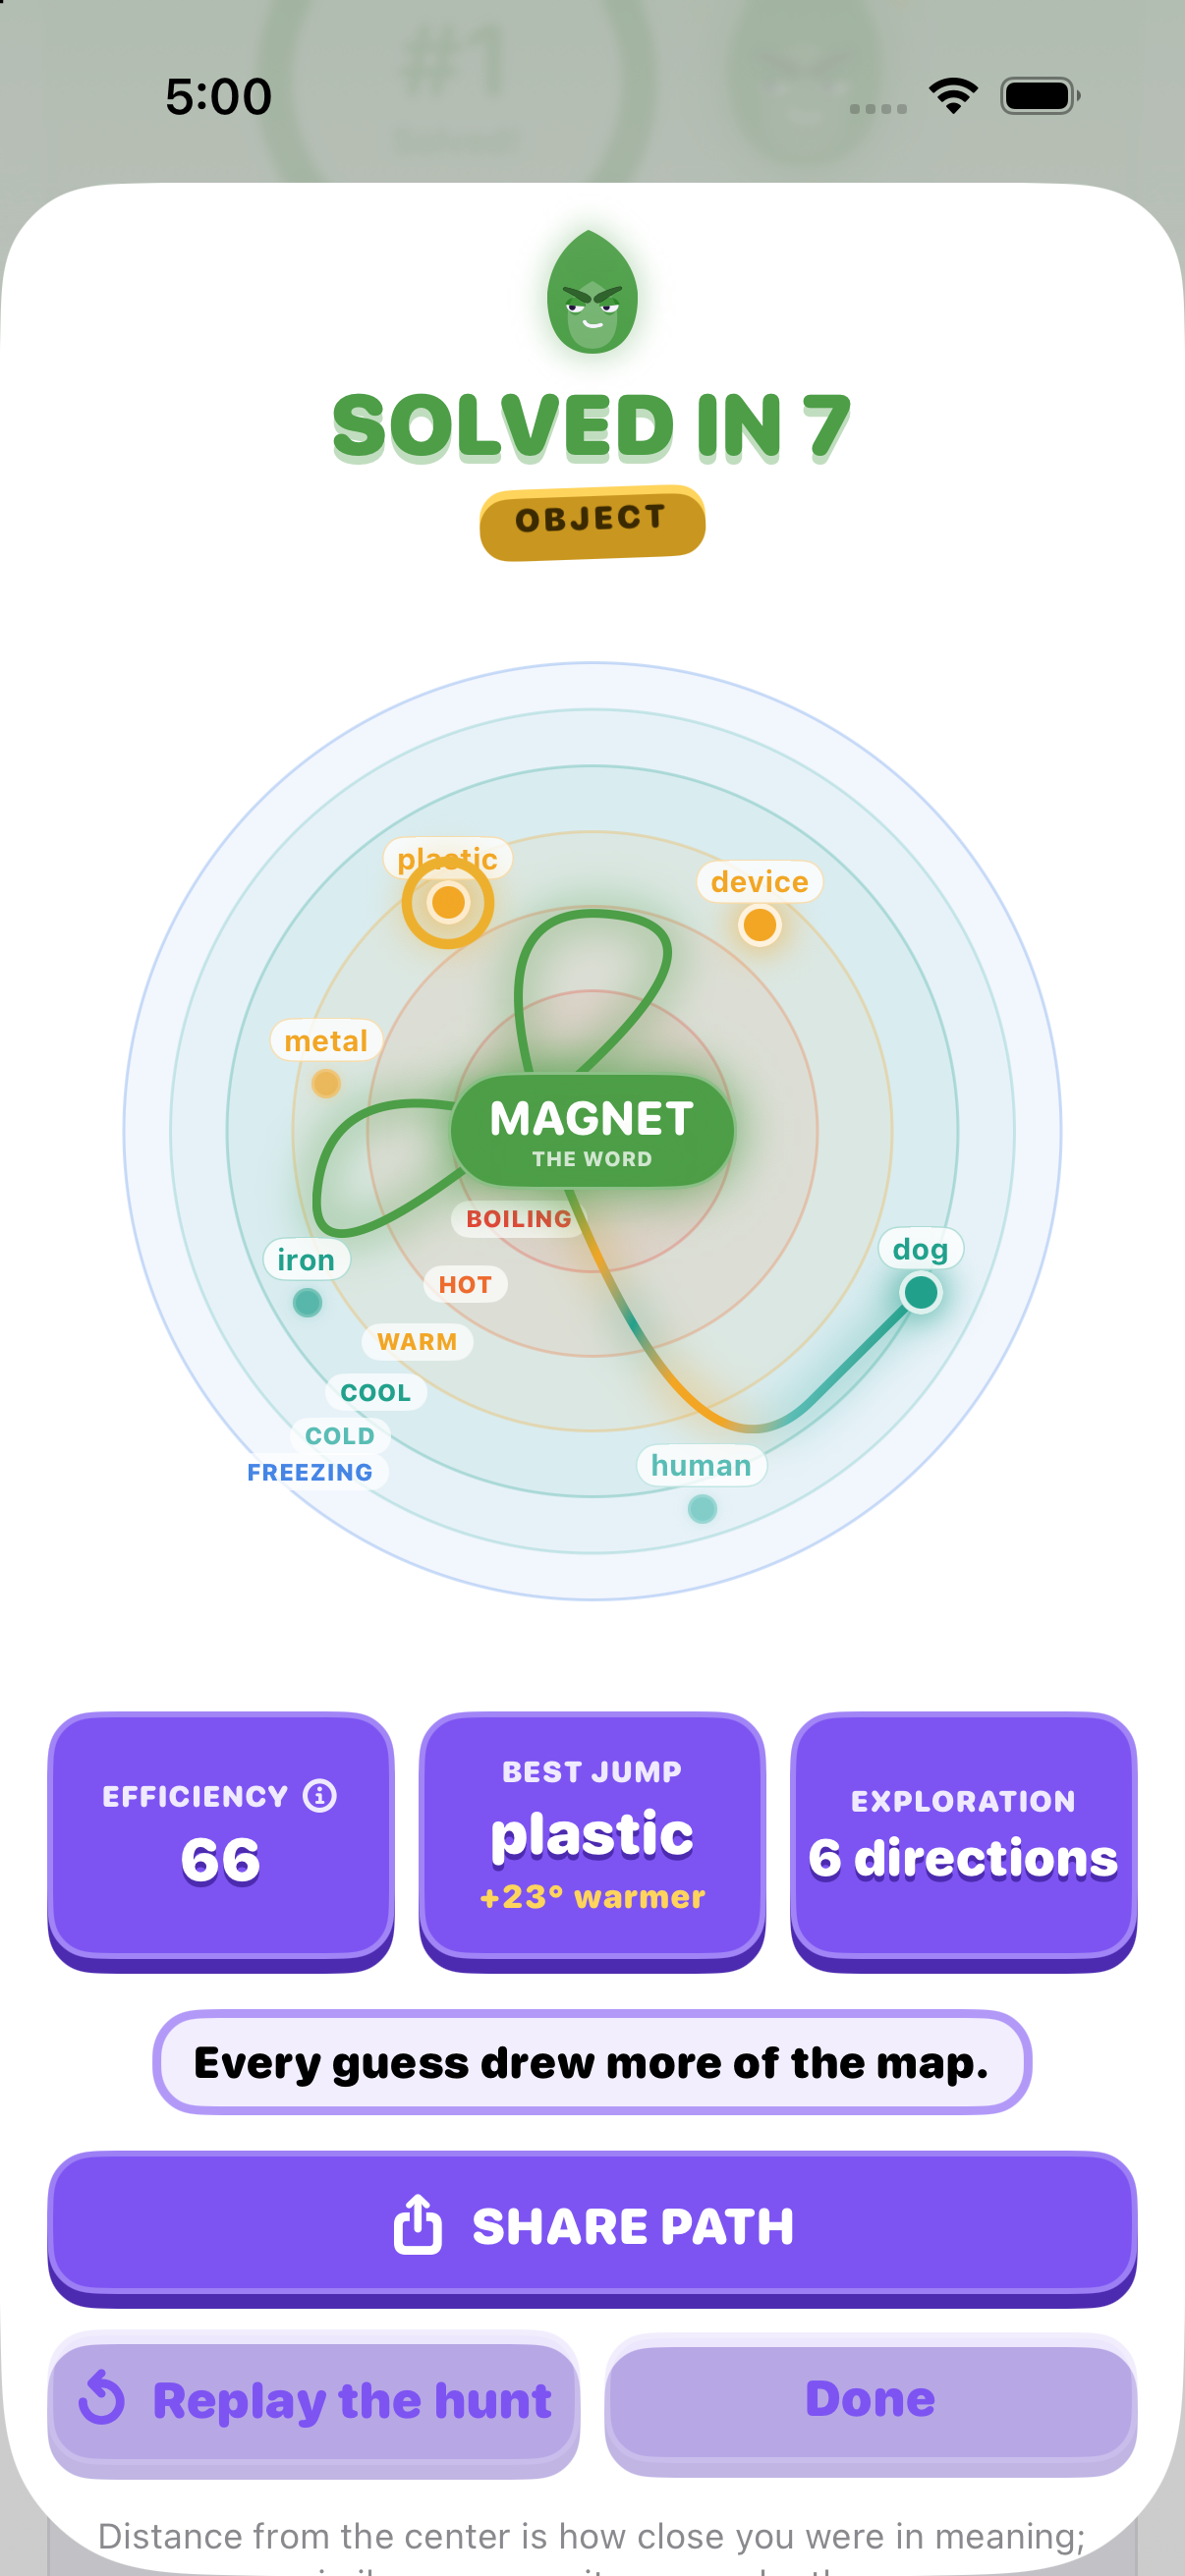 #1
5:00
SOLVED IN 7
OBJECT
plastic
device
metal
MAGNET
THE WORD
BOILING
iron
dog
HOT
WARM
COOL
COLD
human
FREEZING
EFFICIENCY
66
BEST JUMP
plastic
+23° warmer
EXPLORATION
6 directions
Every guess drew more of the map.
SHARE PATH
Replay the hunt
Done
Distance from the center is how close you were in meaning;